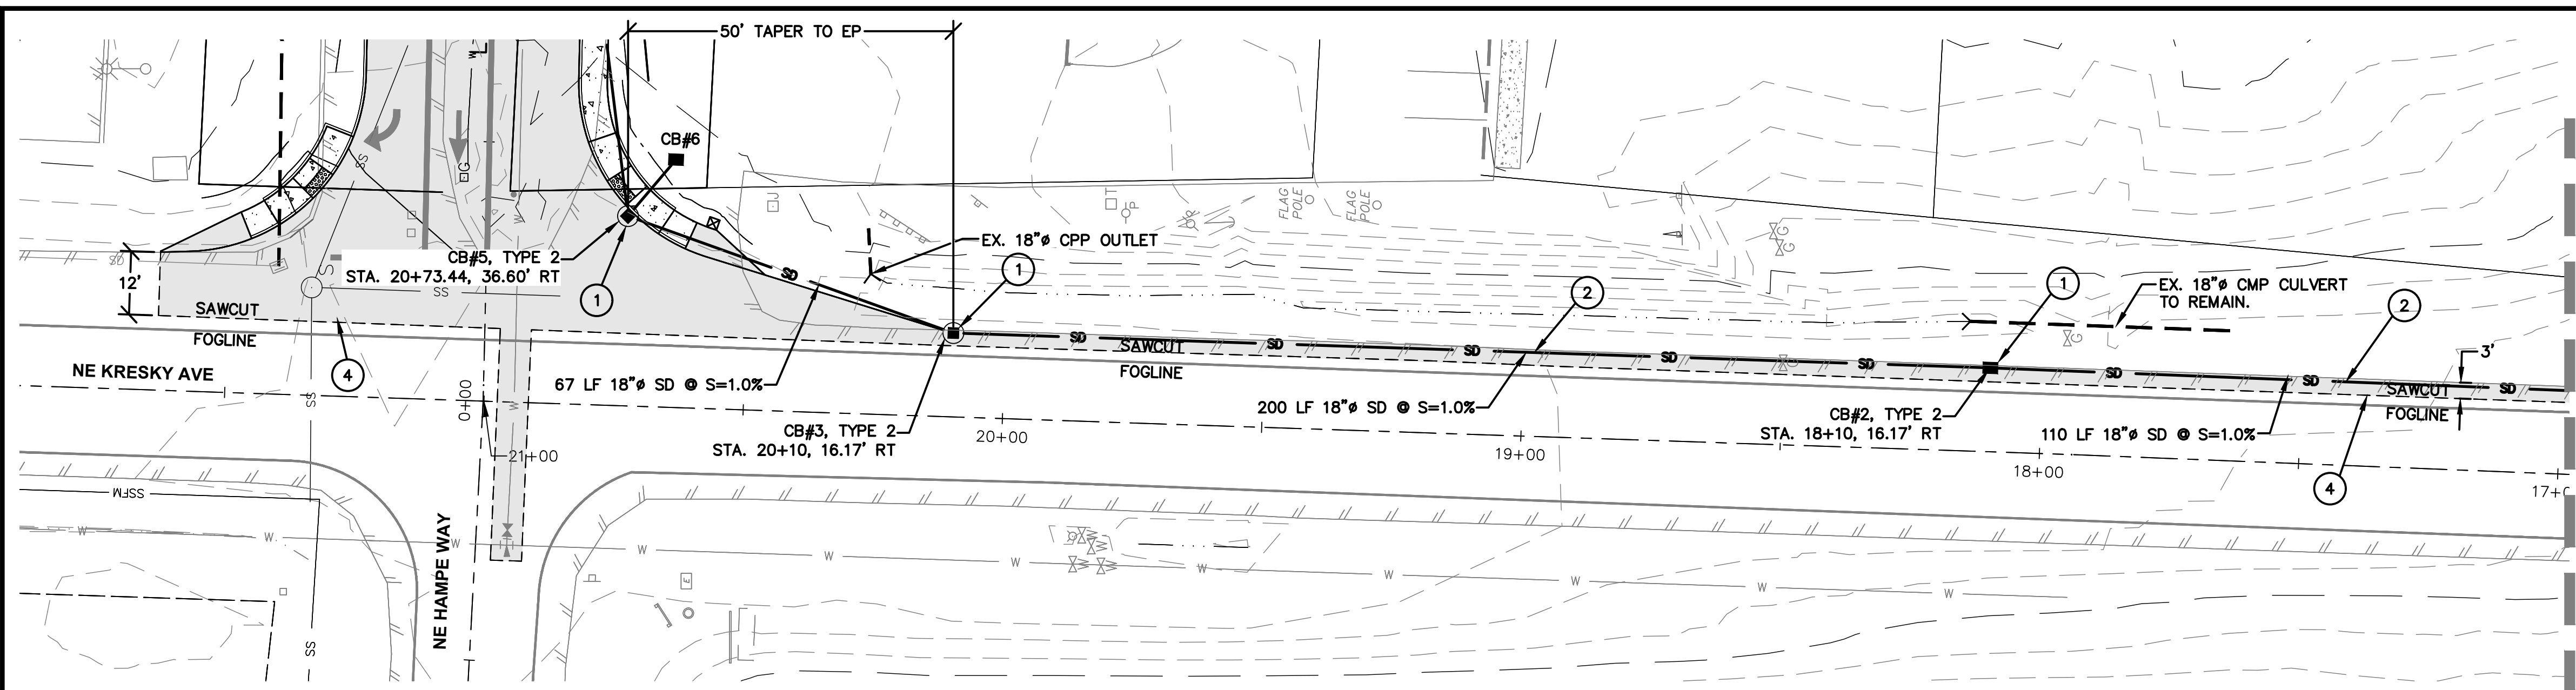 50' TAPER TO EP
W
CB#6
SS
G
J
T
P
FLAG
POLE
FLAG
POLE
G
G
EX. 18"ø CPP OUTLET
CB#5, TYPE 2
STA. 20+73.44, 36.60' RT
SS
SD
1
1
2
1
EX. 18"ø CMP CULVERT
TO REMAIN.
2
12'
SAWCUT
FOGLINE
W
SD
SAWCUT
FOGLINE
SD
SD
SD
SD
G
SD
SD
SD
3'
SAWCUT
FOGLINE
NE KRESKY AVE
4
SS
0+00
W
67 LF 18"ø SD @ S=1.0%
200 LF 18"ø SD @ S=1.0%
CB#2, TYPE 2
STA. 18+10, 16.17' RT
110 LF 18"ø SD @ S=1.0%
CB#3, TYPE 2
STA. 20+10, 16.17' RT
20+00
19+00
18+00
17+0
21+00
4
SSFM
W
W
W
W
W
W
W
W
W
W
W
E
NE HAMPE WAY
SS